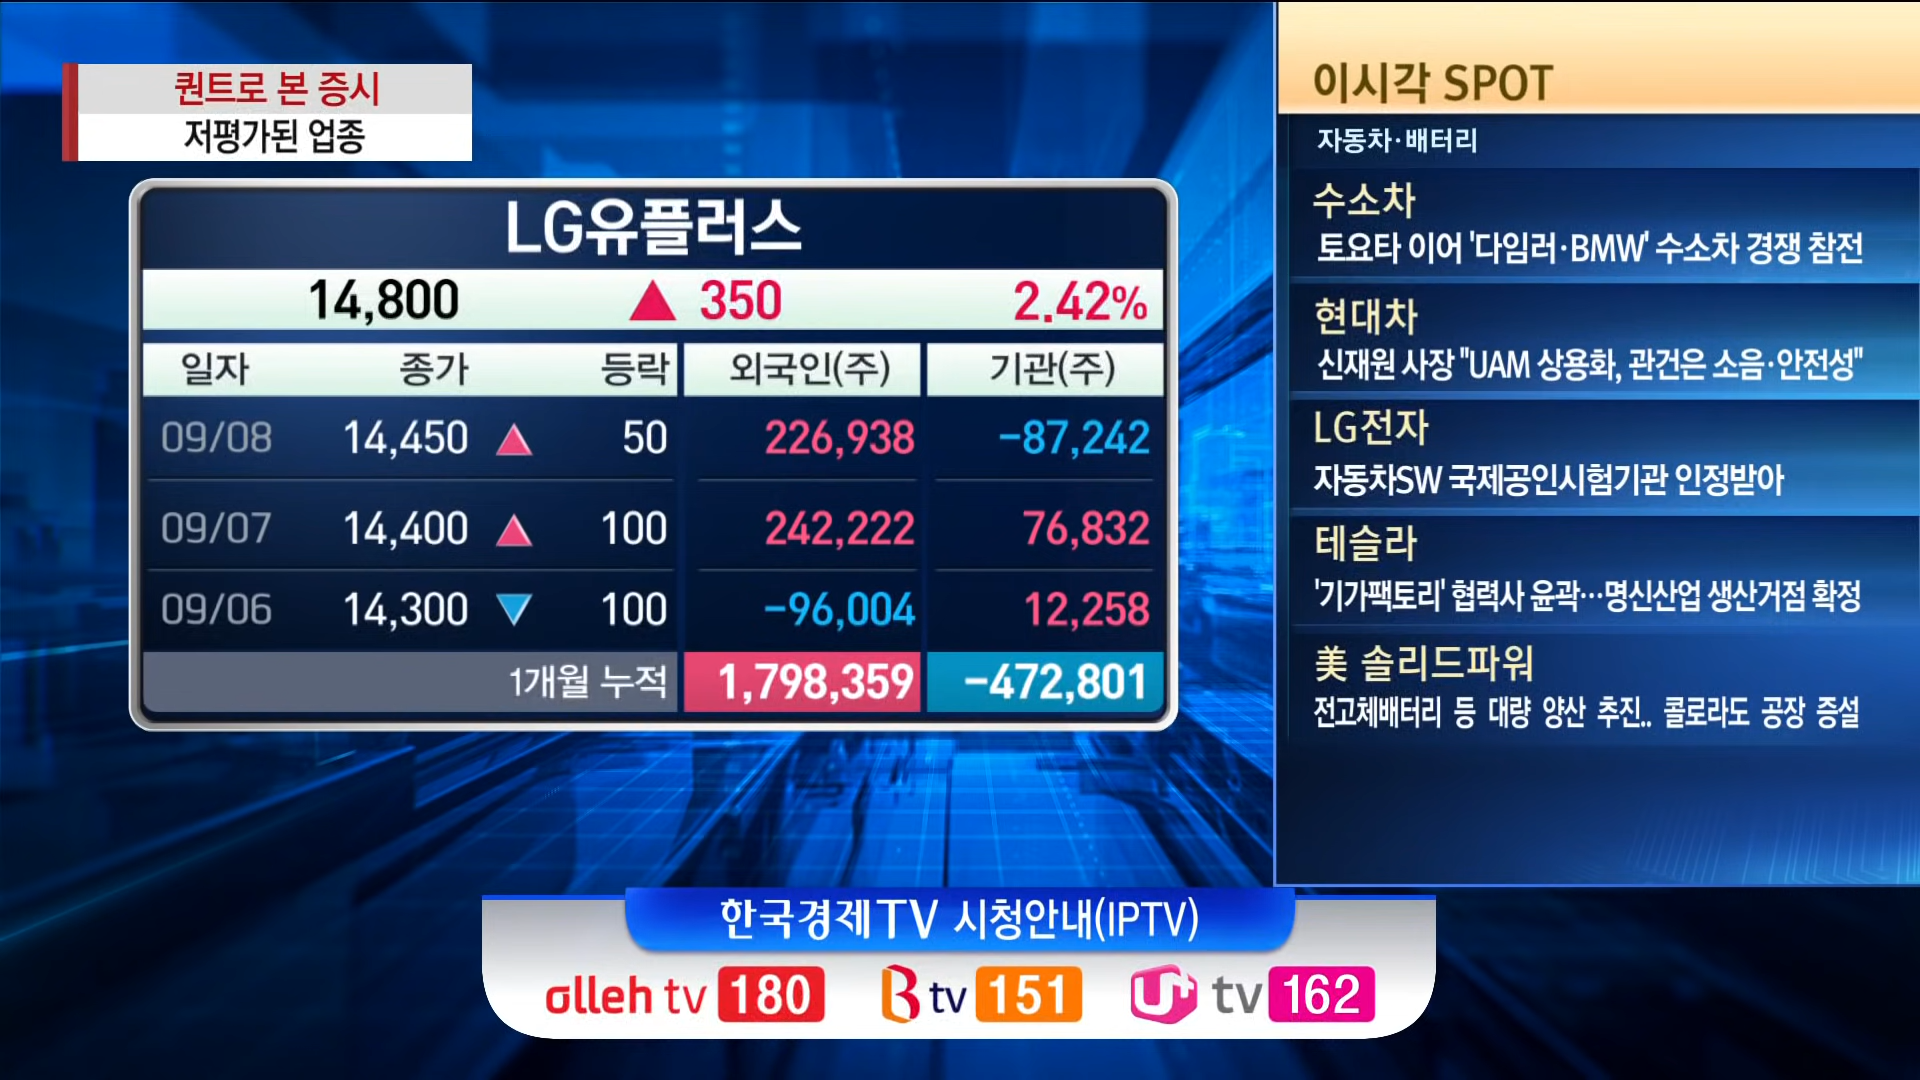 퀀트로 본 증시
저평가된 업종
LG유플러스
14,800 ▲ 350 2.42%
일자 종가 등락 외국인(주) 기관(주)
09/08 14,450 ▲ 50 226,938 -87,242
09/07 14,400 ▲ 100 242,222 76,832
09/06 14,300 ▼ 100 -96,004 12,258
1개월 누적 1,798,359 -472,801
이시각 SPOT
자동차·배터리
수소차
토요타 이어 '다임러·BMW' 수소차 경쟁 참전
현대차
신재원 사장 "UAM 상용화, 관건은 소음·안전성"
LG전자
자동차SW 국제공인시험기관 인정받아
테슬라
'기가팩토리' 협력사 윤곽…명신산업 생산거점 확정
美 솔리드파워
전고체배터리 등 대량 양산 추진.. 콜로라도 공장 증설
한국경제TV 시청안내(IPTV)
olleh tv 180 B tv 151 U+ tv 162